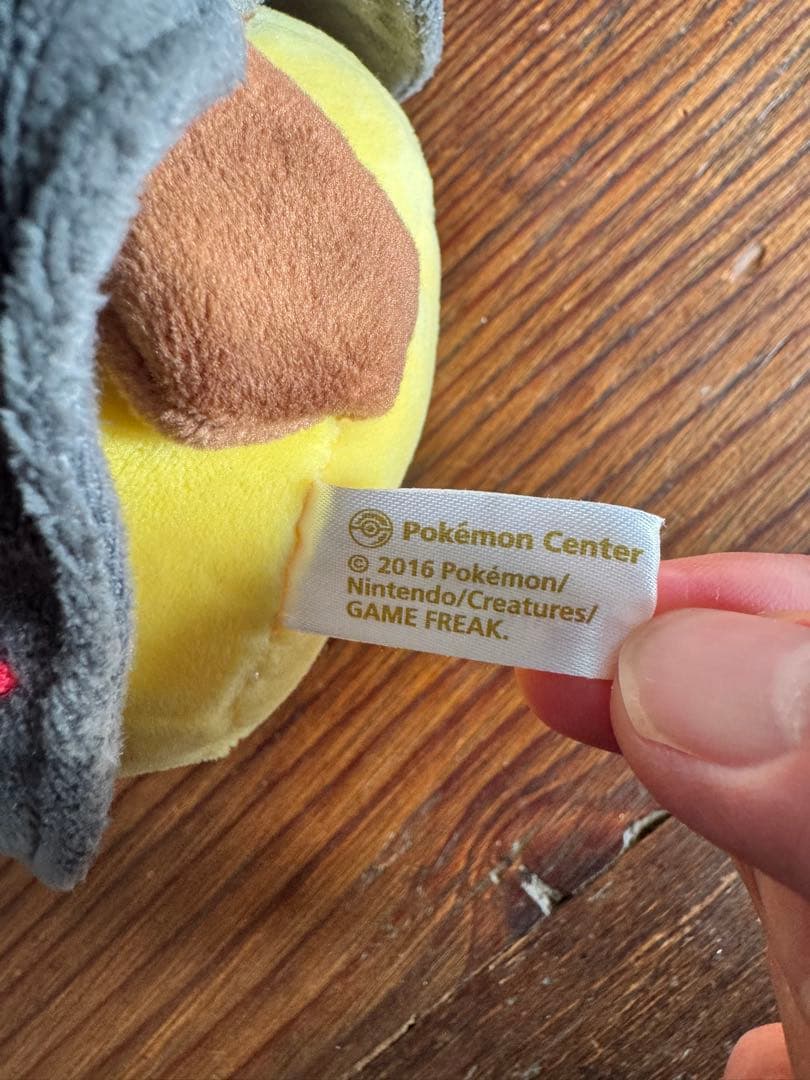 Pokémon Center
© 2016 Pokémon/
Nintendo/Creatures/
GAME FREAK.